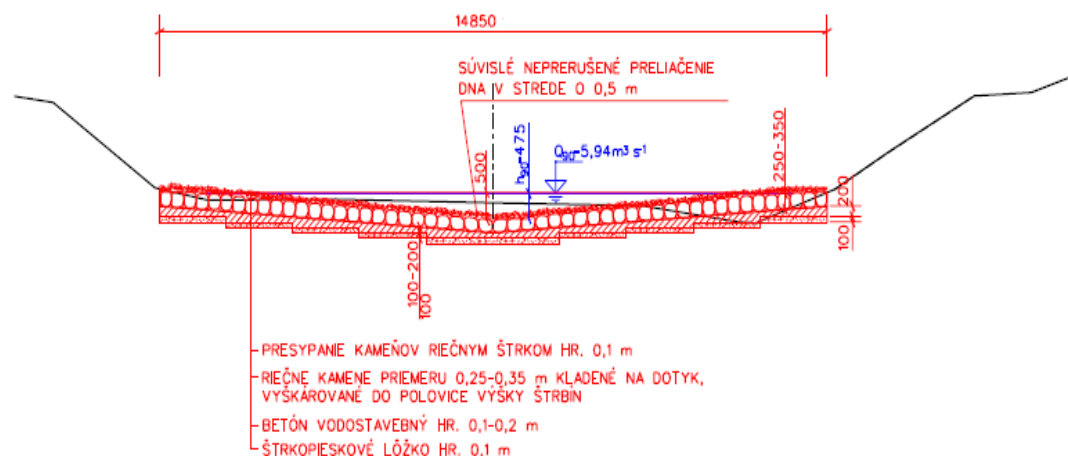 14850
SÚVISLÉ NEPRERUŠENÉ PRELIAČENIE
DNA V STREDE O 0,5 m
500
h90=475
Q90=5,94m³ s⁻¹
250-350
200
100
100-200
100
PRESYPANIE KAMEŇOV RIEČNYM ŠTRKOM HR. 0,1 m
RIEČNE KAMENE PRIEMERU 0,25-0,35 m KLADENÉ NA DOTYK,
VYŠKÁROVANÉ DO POLOVICE VÝŠKY ŠTRBÍN
BETÓN VODOSTAVEBNÝ HR. 0,1-0,2 m
ŠTRKOPIESKOVÉ LÔŽKO HR. 0,1 m